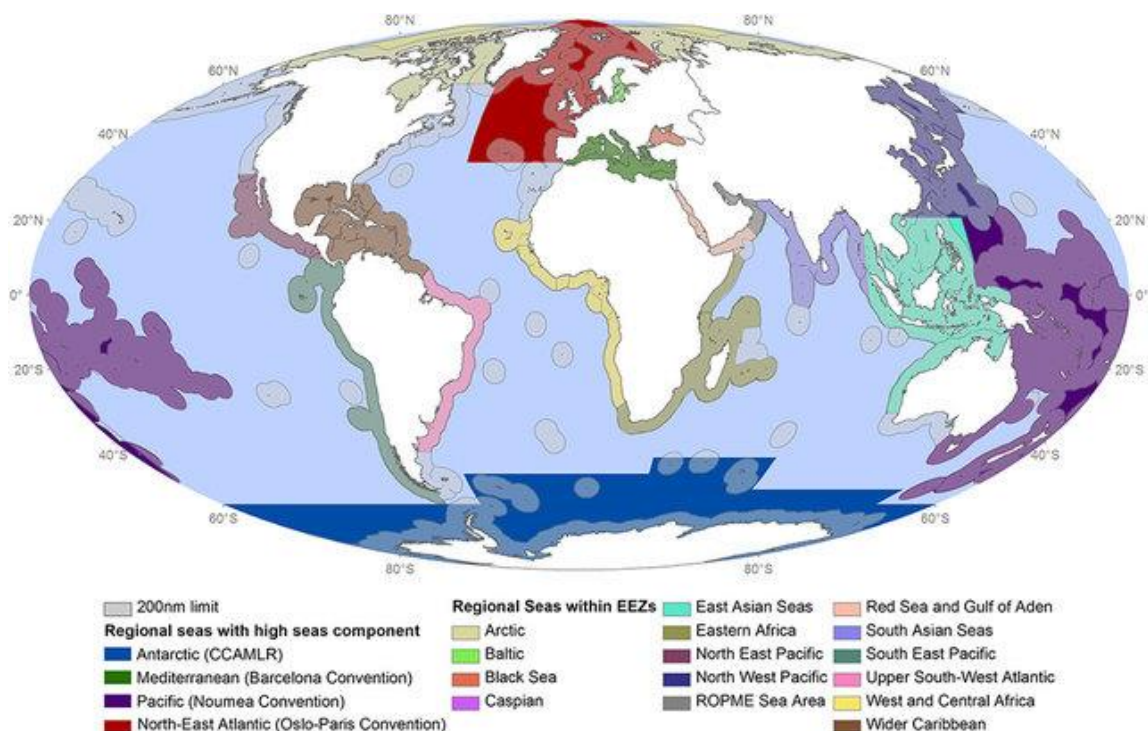 80°N
80°N
60°N
60°N
40°N
40°N
20°N
20°N
0°
0°
20°S
20°S
40°S
40°S
60°S
60°S
80°S
80°S
200nm limit
Regional seas with high seas component
Antarctic (CCAMLR)
Mediterranean (Barcelona Convention)
Pacific (Noumea Convention)
North-East Atlantic (Oslo-Paris Convention)
Regional Seas within EEZs
Arctic
Baltic
Black Sea
Caspian
East Asian Seas
Eastern Africa
North East Pacific
North West Pacific
ROPME Sea Area
Red Sea and Gulf of Aden
South Asian Seas
South East Pacific
Upper South-West Atlantic
West and Central Africa
Wider Caribbean